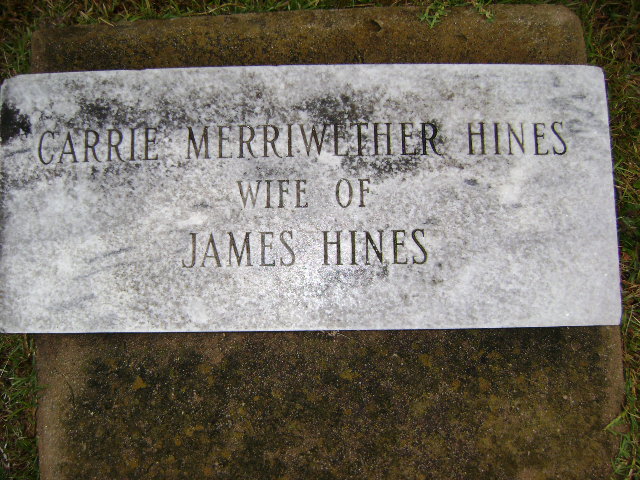 CARRIE MERRIWETHER HINES
WIFE OF
JAMES HINES